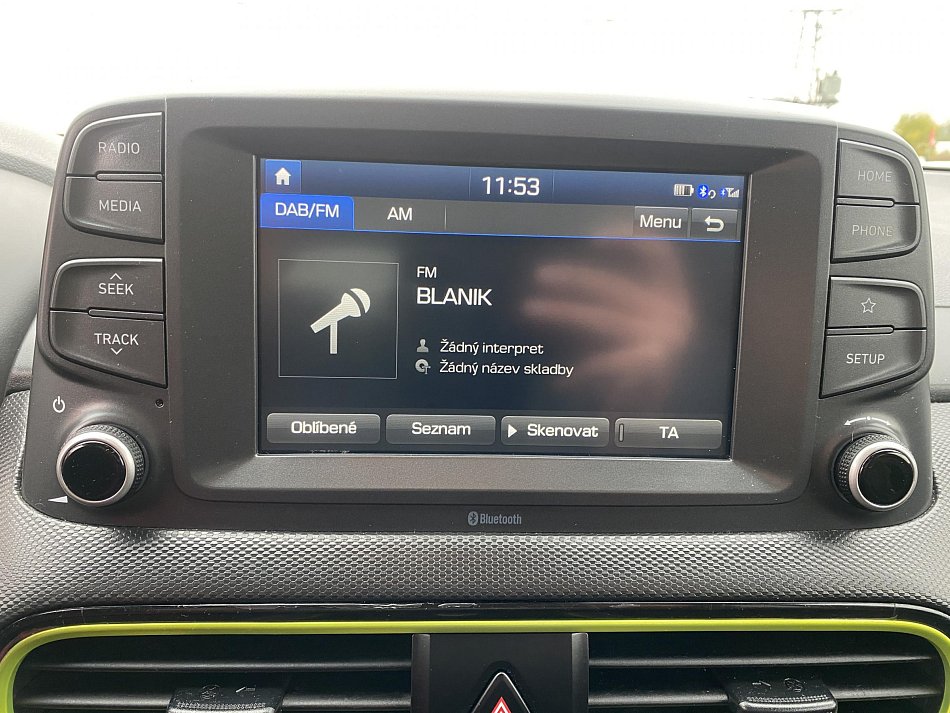 RADIO
MEDIA
SEEK
TRACK
11:53
DAB/FM
AM
Menu
FM
BLANIK
Žádný interpret
Žádný název skladby
Oblíbené
Seznam
Skenovat
TA
HOME
PHONE
SETUP
Bluetooth